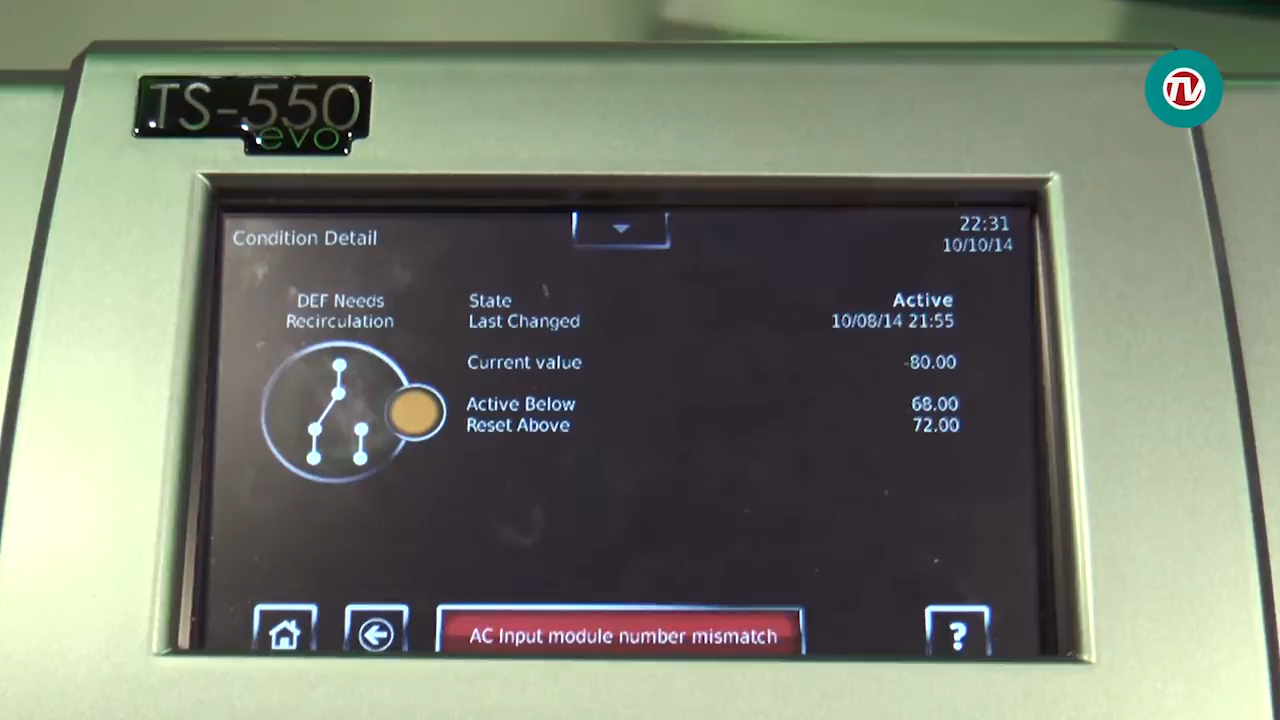 TS-550
evo
TV
Condition Detail
22:31
10/10/14
DEF Needs
Recirculation
State Active
Last Changed 10/08/14 21:55
Current value -80.00
Active Below 68.00
Reset Above 72.00
AC Input module number mismatch
?